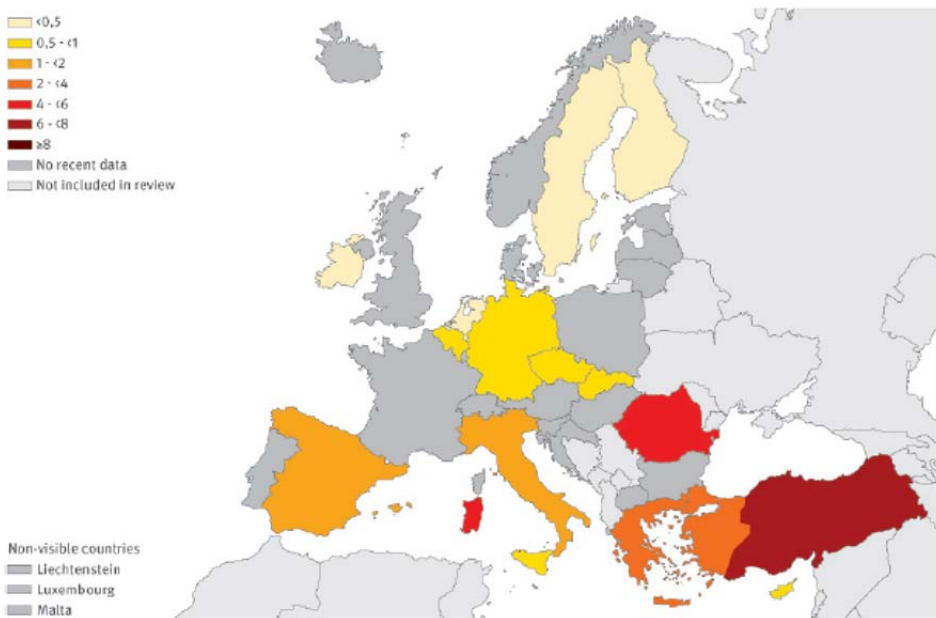 <0,5
0,5 - <1
1 - <2
2 - <4
4 - <6
6 - <8
≥8
No recent data
Not included in review
Non-visible countries
Liechtenstein
Luxembourg
Malta